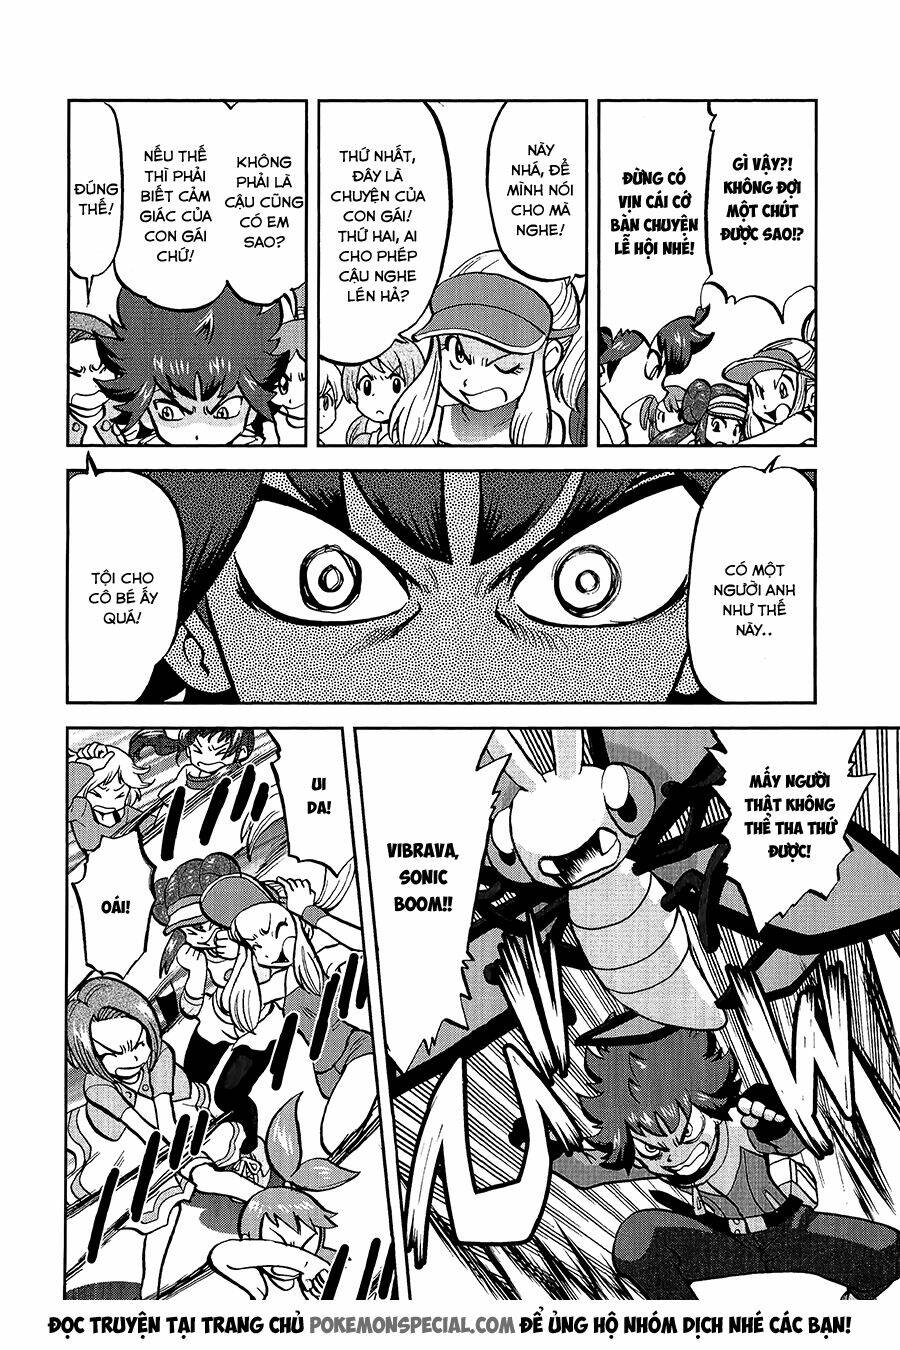 GÌ VẬY?!
KHÔNG ĐỢI
MỘT CHÚT
ĐƯỢC SAO!?
ĐỪNG CÓ
VỊN CÁI CỚ
BÀN CHUYỆN
LỄ HỘI NHÉ!
NÀY
NHÁ, ĐỂ
MÌNH NÓI
CHO MÀ
NGHE!
THỨ NHẤT,
ĐÂY LÀ
CHUYỆN CỦA
CON GÁI!
THỨ HAI, AI
CHO PHÉP
CẬU NGHE
LÉN HẢ?
KHÔNG
PHẢI LÀ
CẬU CŨNG
CÓ EM
SAO?
NẾU THẾ
THÌ PHẢI
BIẾT CẢM
GIÁC CỦA
CON GÁI
CHỨ!
ĐÚNG
THẾ!
CÓ MỘT
NGƯỜI ANH
NHƯ THẾ
NÀY..
TỘI CHO
CÔ BÉ ẤY
QUÁ!
MẤY NGƯỜI
THẬT KHÔNG
THỂ THA THỨ
ĐƯỢC!
VIBRAVA,
SONIC
BOOM!!
UI
DA!
OÁI!
ĐỌC TRUYỆN TẠI TRANG CHỦ POKEMONSPECIAL.COM ĐỂ ỦNG HỘ NHÓM DỊCH NHÉ CÁC BẠN!